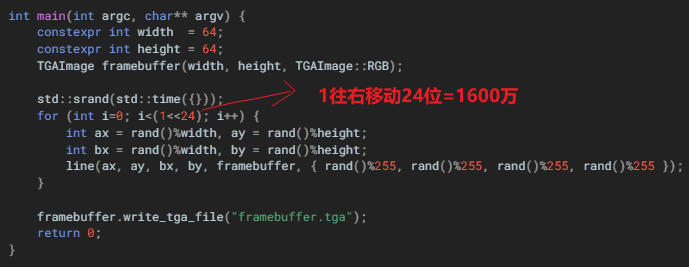 int main(int argc, char** argv) {
    constexpr int width  = 64;
    constexpr int height = 64;
    TGAImage framebuffer(width, height, TGAImage::RGB);
    std::srand(std::time({}));
1往右移动24位=1600万
    for (int i=0; i<(1<<24); i++) {
        int ax = rand()%width, ay = rand()%height;
        int bx = rand()%width, by = rand()%height;
        line(ax, ay, bx, by, framebuffer, { rand()%255, rand()%255, rand()%255, rand()%255 });
    }
    framebuffer.write_tga_file("framebuffer.tga");
    return 0;
}